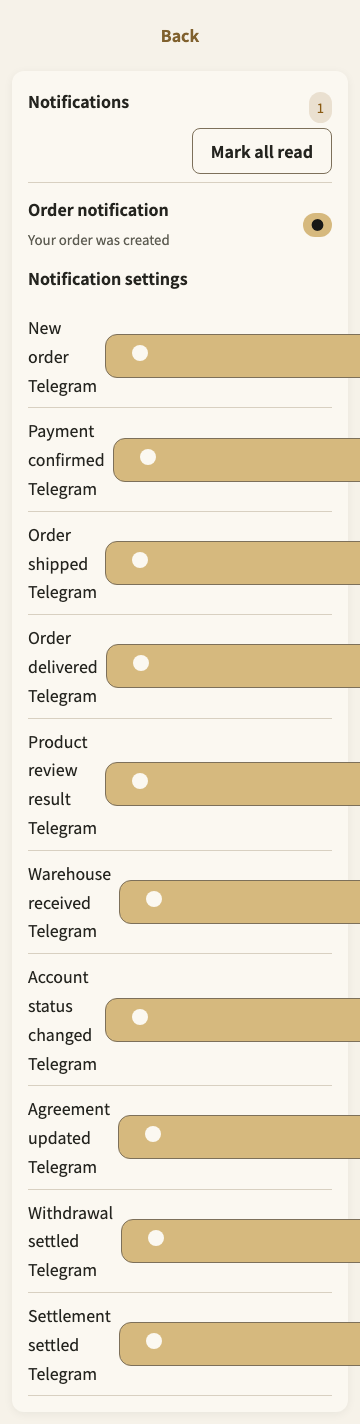 Back
Notifications
1
Mark all read
Order notification
Your order was created
Notification settings
New
order
Telegram
Payment
confirmed
Telegram
Order
shipped
Telegram
Order
delivered
Telegram
Product
review
result
Telegram
Warehouse
received
Telegram
Account
status
changed
Telegram
Agreement
updated
Telegram
Withdrawal
settled
Telegram
Settlement
settled
Telegram